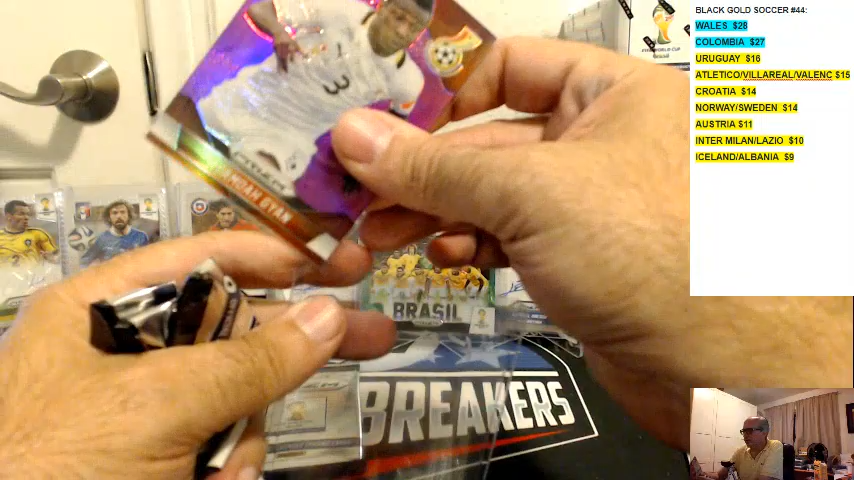 BLACK GOLD SOCCER #44:
WALES $28
COLOMBIA $27
URUGUAY $16
ATLETICO/VILLAREAL/VALENC $15
CROATIA $14
NORWAY/SWEDEN $14
AUSTRIA $11
INTER MILAN/LAZIO $10
ICELAND/ALBANIA $9
3
GYAN
BRASIL
BREAKERS